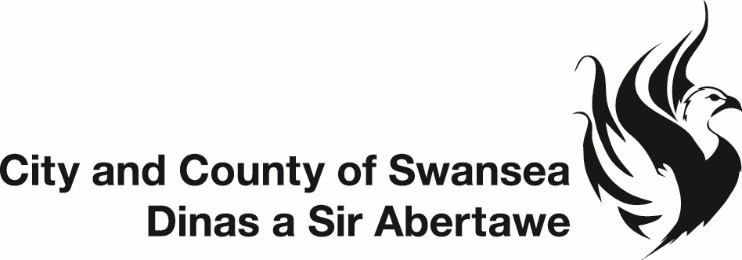 City and County of Swansea
Dinas a Sir Abertawe